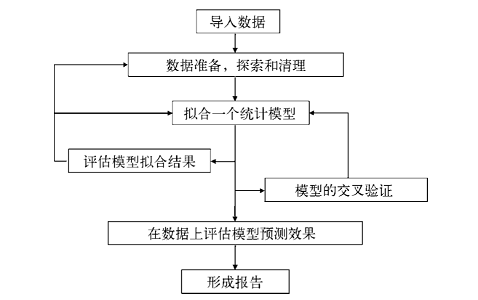 导入数据
数据准备，探索和清理
拟合一个统计模型
评估模型拟合结果
模型的交叉验证
在数据上评估模型预测效果
形成报告